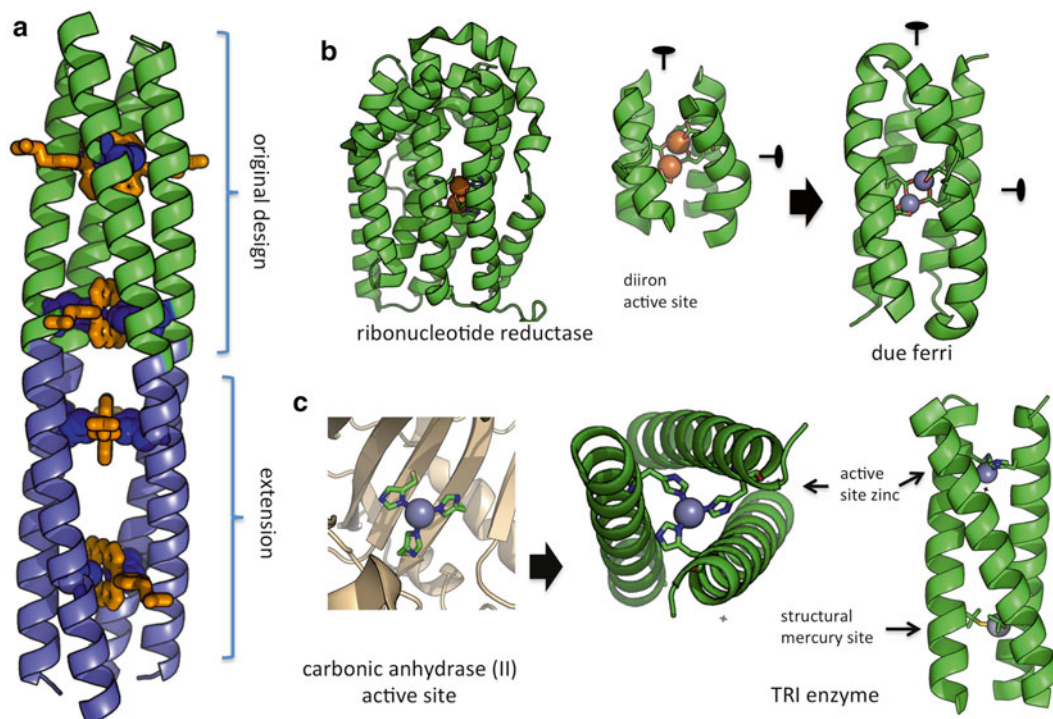 a
original design
extension
b
ribonucleotide reductase
diiron
active site
due ferri
c
carbonic anhydrase (II)
active site
active
site zinc
structural
mercury site
TRI enzyme